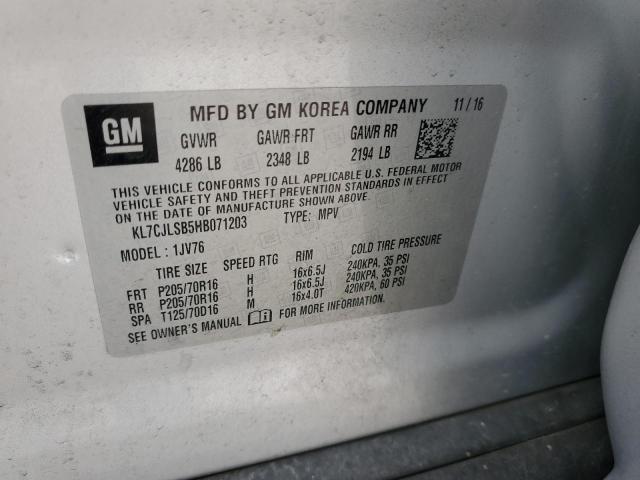 GM
MFD BY GM KOREA COMPANY 11/16
GVWR GAWR FRT GAWR RR
4286 LB 2348 LB 2194 LB
THIS VEHICLE CONFORMS TO ALL APPLICABLE U.S. FEDERAL MOTOR
VEHICLE SAFETY AND THEFT PREVENTION STANDARDS IN EFFECT
ON THE DATE OF MANUFACTURE SHOWN ABOVE.
KL7CJLSB5HB071203 TYPE: MPV
MODEL: 1JV76
TIRE SIZE SPEED RTG RIM COLD TIRE PRESSURE
FRT P205/70R16 H 16x6.5J 240KPA, 35 PSI
RR P205/70R16 H 16x6.5J 240KPA, 35 PSI
SPA T125/70D16 M 16x4.0T 420KPA, 60 PSI
SEE OWNER'S MANUAL FOR MORE INFORMATION.